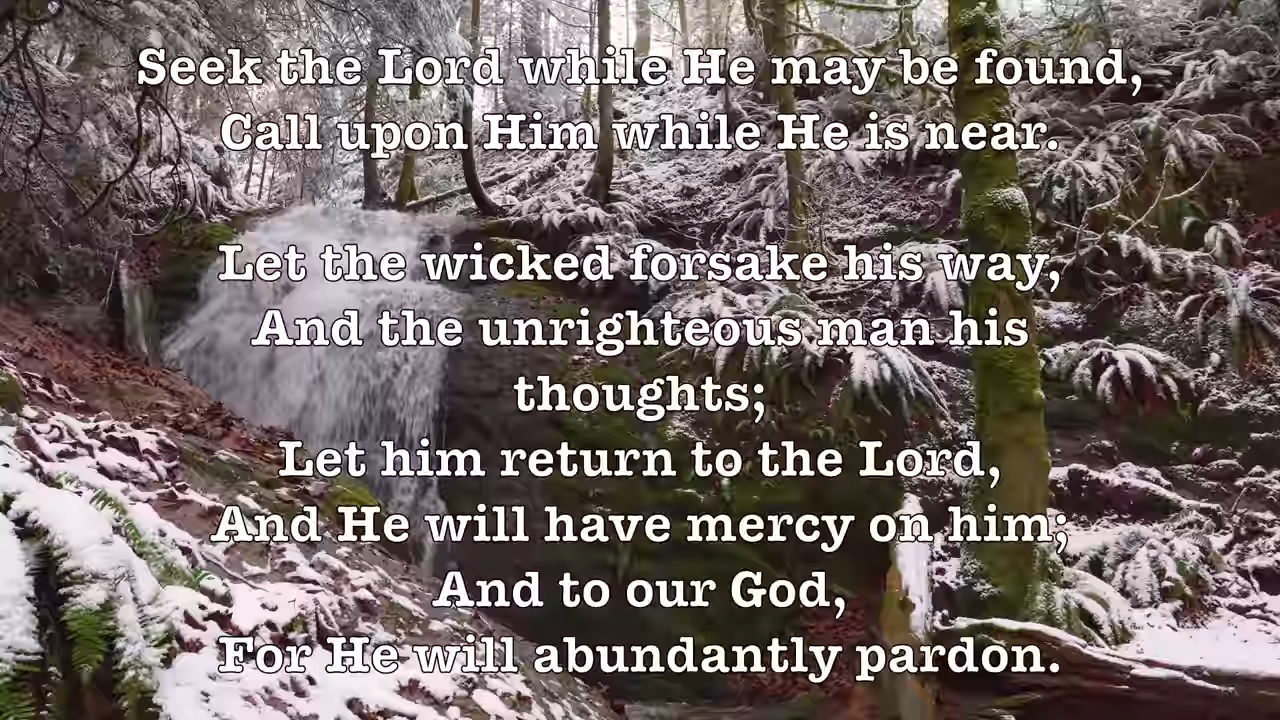 Seek the Lord while He may be found,
Call upon Him while He is near.
Let the wicked forsake his way,
And the unrighteous man his
thoughts;
Let him return to the Lord,
And He will have mercy on him;
And to our God,
For He will abundantly pardon.